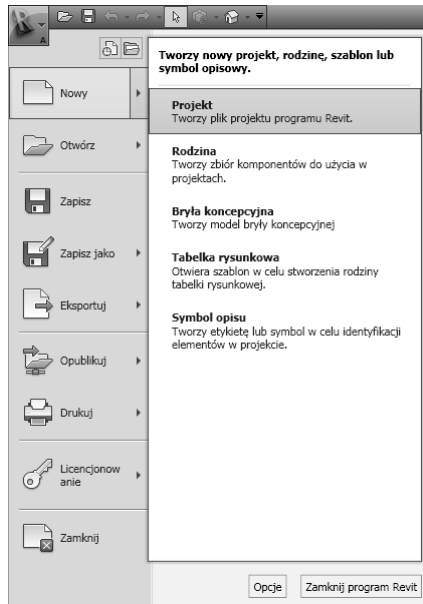 A
Nowy
Otwórz
Zapisz
Zapisz jako
Eksportuj
Opublikuj
Drukuj
Licencjonow
anie
Zamknij
Tworzy nowy projekt, rodzinę, szablon lub
symbol opisowy.
Projekt
Tworzy plik projektu programu Revit.
Rodzina
Tworzy zbiór komponentów do użycia w
projektach.
Bryła koncepcyjna
Tworzy model bryły koncepcyjnej
Tabelka rysunkowa
Otwiera szablon w celu stworzenia rodziny
tabelki rysunkowej.
Symbol opisu
Tworzy etykietę lub symbol w celu identyfikacji
elementów w projekcie.
Opcje
Zamknij program Revit